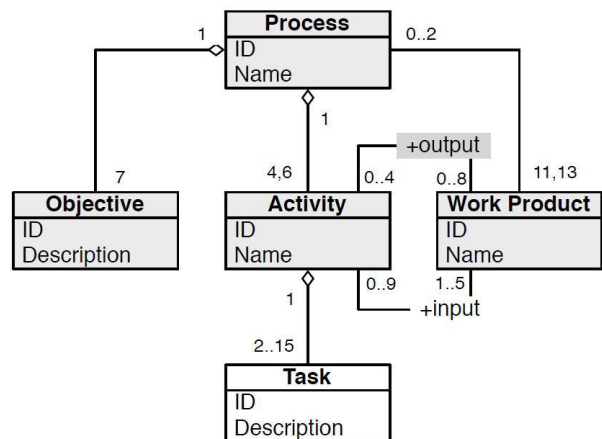 Process
ID
Name
1
0..2
1
7
4,6
+output
0..4
0..8
11,13
Objective
ID
Description
Activity
ID
Name
Work Product
ID
Name
1
0..9
1..5
+input
2..15
Task
ID
Description